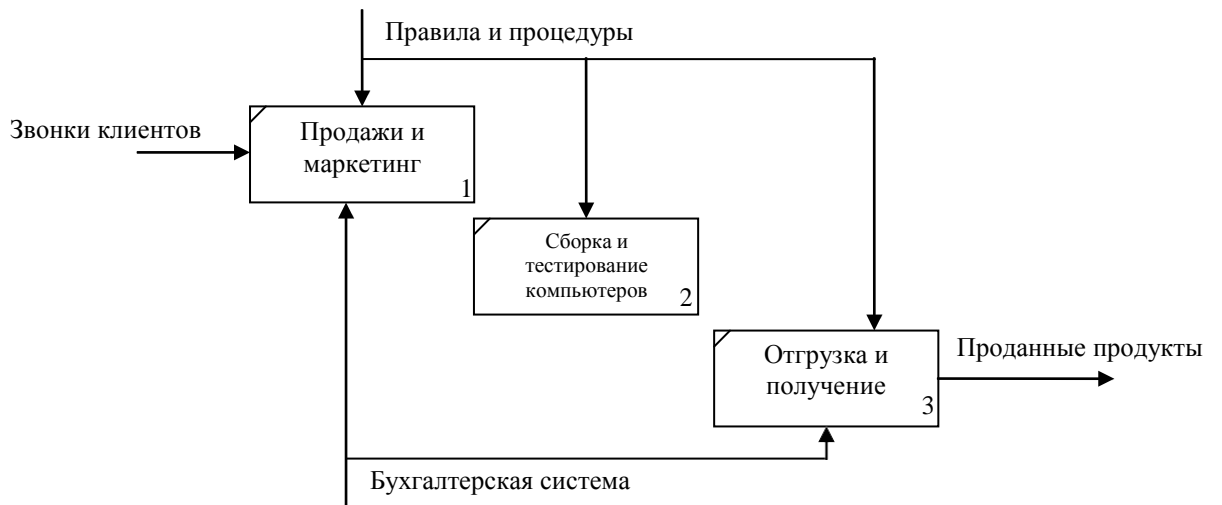 Правила и процедуры
Звонки клиентов
Продажи и
маркетинг
1
Сборка и
тестирование
компьютеров
2
Отгрузка и
получение
3
Проданные продукты
Бухгалтерская система